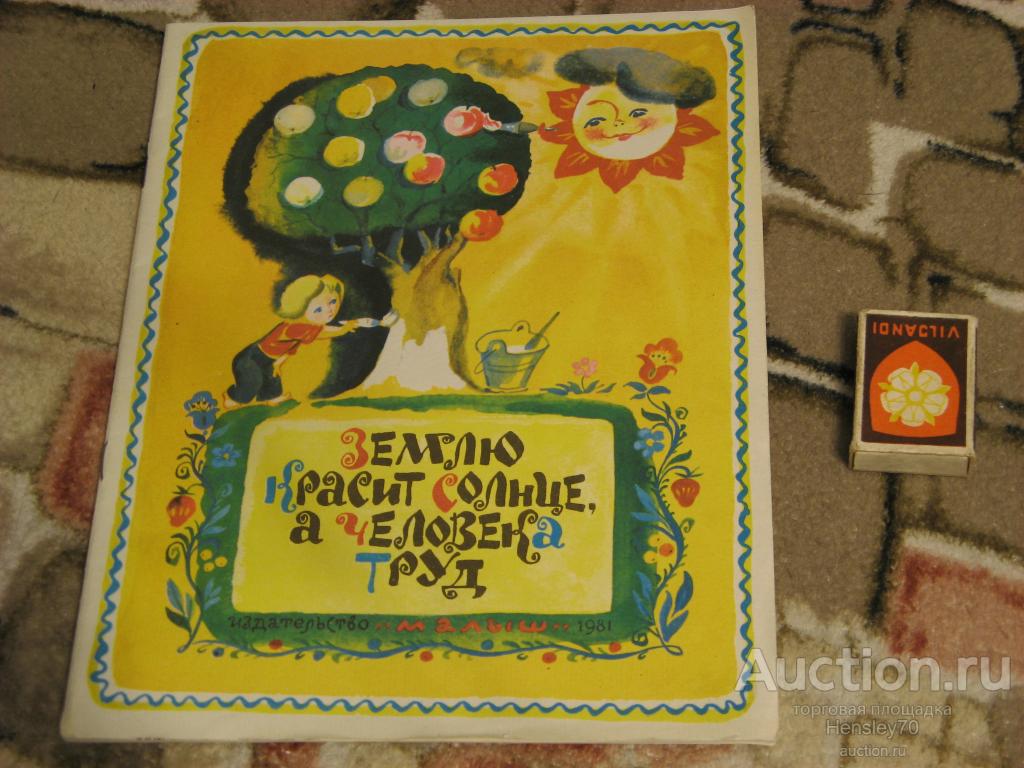 Землю
Красит Солнце,
а Человека
Труд
издательство "малыш" 1981
VILJANDI
Auction.ru
торговая площадка
Hensley70
auction.ru